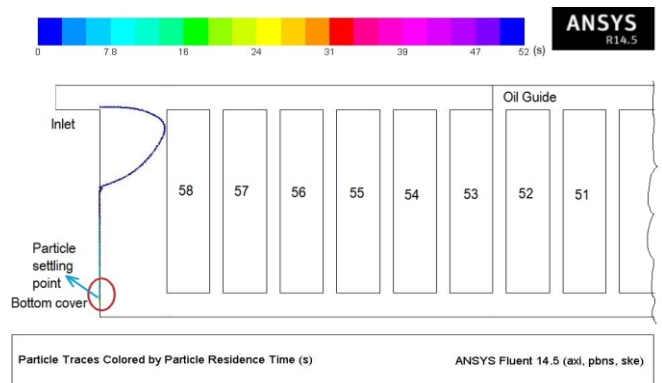 ANSYS
R14.5
0 7.8 16 24 31 39 47 52 (s)
Oil Guide
Inlet
58 57 56 55 54 53 52 51
Particle
settling
point
Bottom cover
Particle Traces Colored by Particle Residence Time (s) ANSYS Fluent 14.5 (axi, pbns, ske)